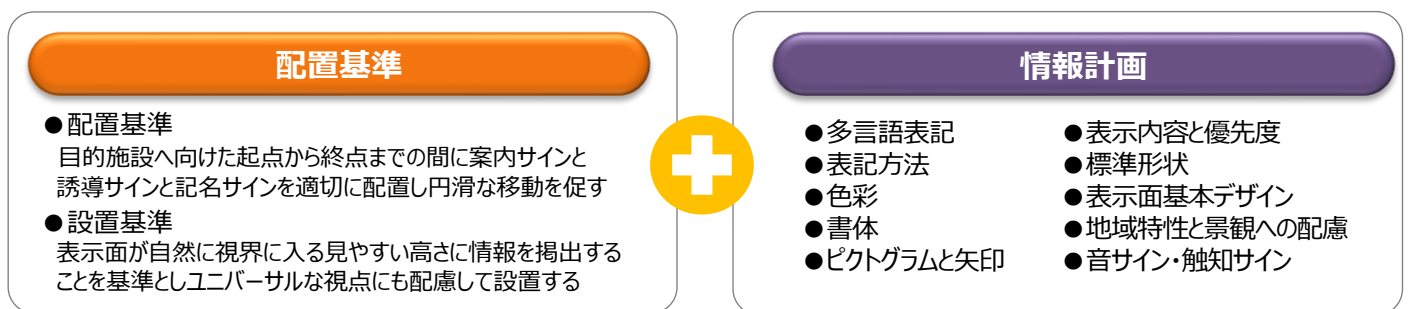 配置基準
●配置基準
目的施設へ向けた起点から終点までの間に案内サインと
誘導サインと記名サインを適切に配置し円滑な移動を促す
●設置基準
表示面が自然に視界に入る見やすい高さに情報を掲出する
ことを基準としユニバーサルな視点にも配慮して設置する
情報計画
●多言語表記
●表記方法
●色彩
●書体
●ピクトグラムと矢印
●表示内容と優先度
●標準形状
●表示面基本デザイン
●地域特性と景観への配慮
●音サイン・触知サイン